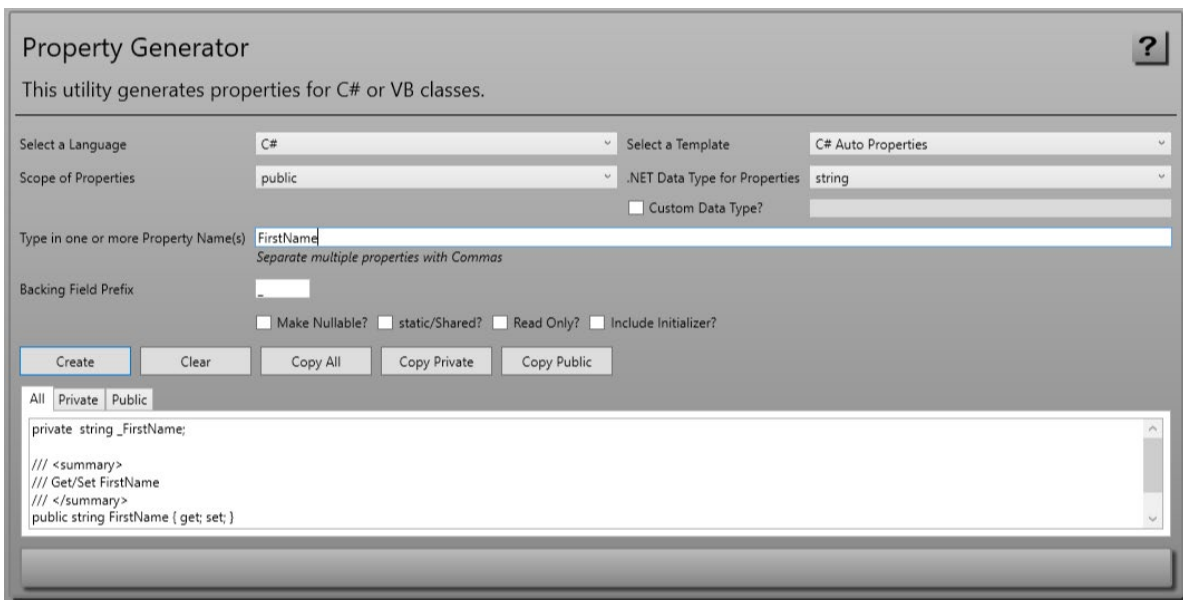 Property Generator
?
This utility generates properties for C# or VB classes.
Select a Language C# Select a Template C# Auto Properties
Scope of Properties public .NET Data Type for Properties string
Custom Data Type?
Type in one or more Property Name(s) FirstName
Separate multiple properties with Commas
Backing Field Prefix _
Make Nullable? static/Shared? Read Only? Include Initializer?
Create Clear Copy All Copy Private Copy Public
All Private Public
private  string _FirstName;
/// <summary>
/// Get/Set FirstName
/// </summary>
public string FirstName { get; set; }